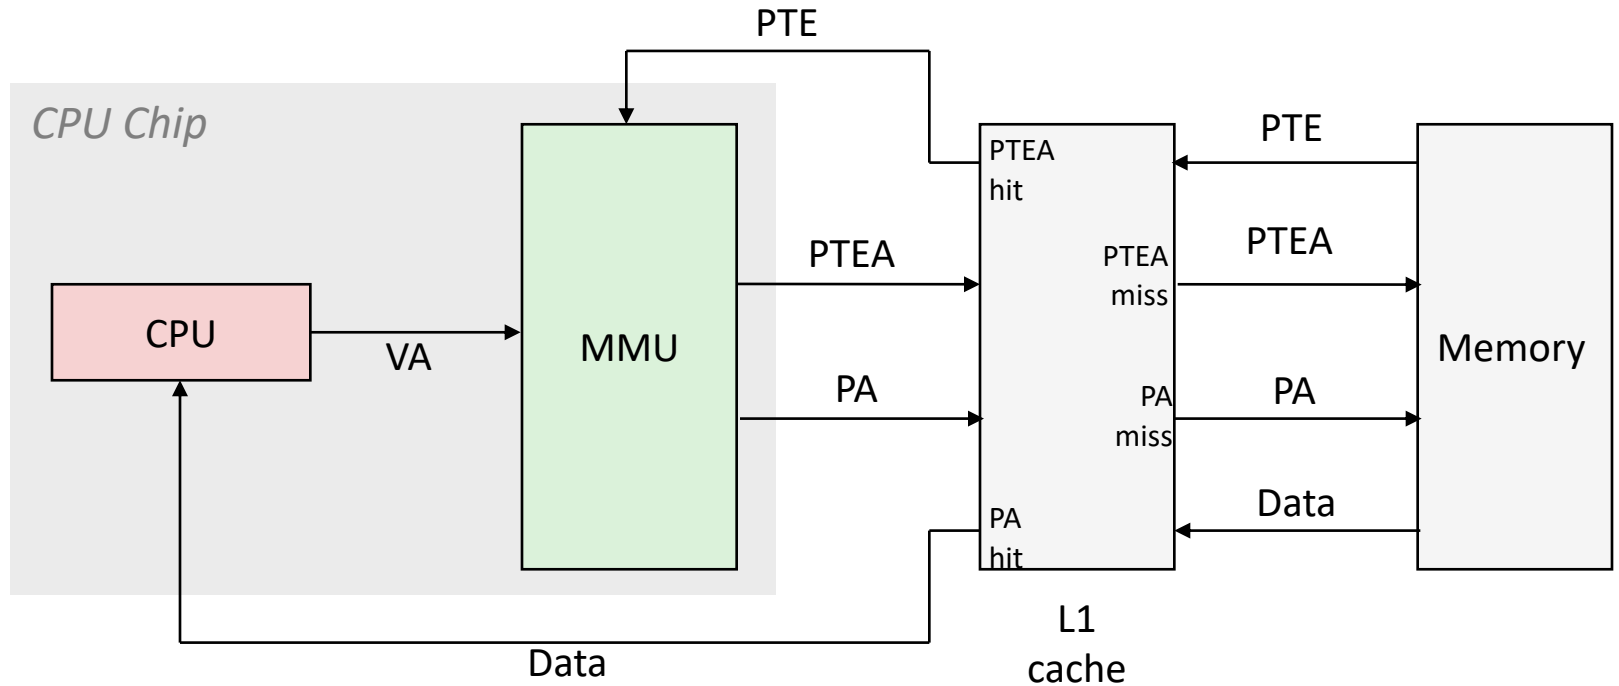 PTE
CPU Chip
PTEA
hit
PTE
PTEA
PTEA
miss
PTEA
CPU
VA
MMU
Memory
PA
PA
miss
PA
PA
hit
Data
L1
cache
Data